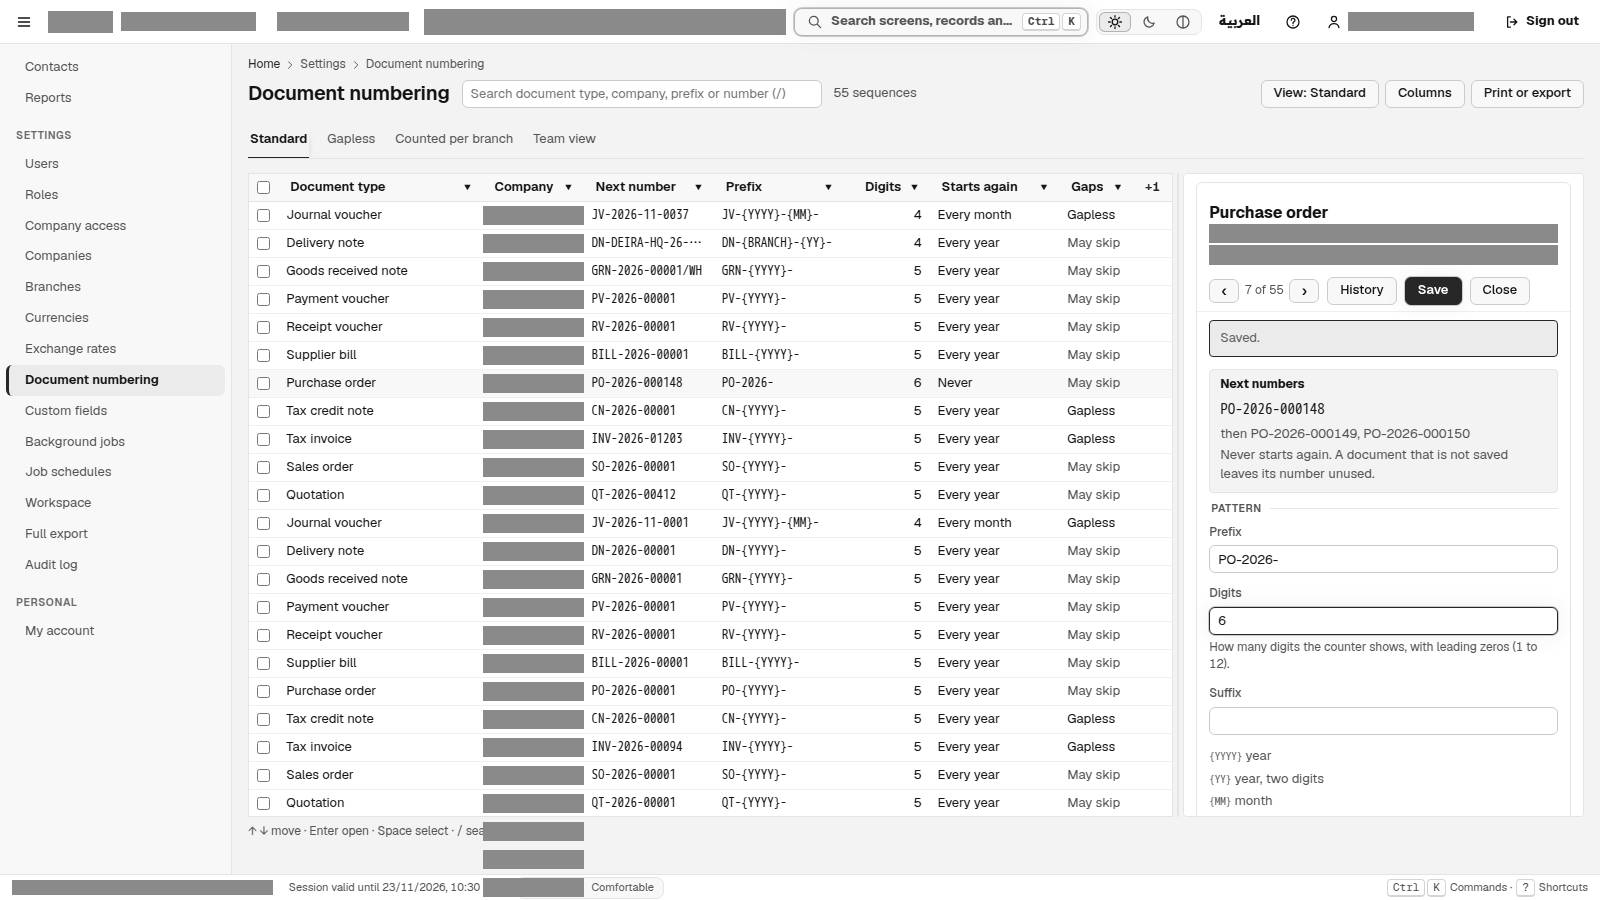 Search screens, records an... Ctrl K العربية Sign out
Contacts
Reports
SETTINGS
Users
Roles
Company access
Companies
Branches
Currencies
Exchange rates
Document numbering
Custom fields
Background jobs
Job schedules
Workspace
Full export
Audit log
PERSONAL
My account
Home > Settings > Document numbering
Document numbering Search document type, company, prefix or number (/) 55 sequences View: Standard Columns Print or export
Standard Gapless Counted per branch Team view
Document type Company Next number Prefix Digits Starts again Gaps +1
Journal voucher JV-2026-11-0037 JV-{YYYY}-{MM}- 4 Every month Gapless
Delivery note DN-DEIRA-HQ-26-... DN-{BRANCH}-{YY}- 4 Every year May skip
Goods received note GRN-2026-00001/WH GRN-{YYYY}- 5 Every year May skip
Payment voucher PV-2026-00001 PV-{YYYY}- 5 Every year May skip
Receipt voucher RV-2026-00001 RV-{YYYY}- 5 Every year May skip
Supplier bill BILL-2026-00001 BILL-{YYYY}- 5 Every year May skip
Purchase order PO-2026-000148 PO-2026- 6 Never May skip
Tax credit note CN-2026-00001 CN-{YYYY}- 5 Every year Gapless
Tax invoice INV-2026-01203 INV-{YYYY}- 5 Every year Gapless
Sales order SO-2026-00001 SO-{YYYY}- 5 Every year May skip
Quotation QT-2026-00412 QT-{YYYY}- 5 Every year May skip
Journal voucher JV-2026-11-0001 JV-{YYYY}-{MM}- 4 Every month Gapless
Delivery note DN-2026-00001 DN-{YYYY}- 5 Every year May skip
Goods received note GRN-2026-00001 GRN-{YYYY}- 5 Every year May skip
Payment voucher PV-2026-00001 PV-{YYYY}- 5 Every year May skip
Receipt voucher RV-2026-00001 RV-{YYYY}- 5 Every year May skip
Supplier bill BILL-2026-00001 BILL-{YYYY}- 5 Every year May skip
Purchase order PO-2026-00001 PO-{YYYY}- 5 Every year May skip
Tax credit note CN-2026-00001 CN-{YYYY}- 5 Every year Gapless
Tax invoice INV-2026-00094 INV-{YYYY}- 5 Every year Gapless
Sales order SO-2026-00001 SO-{YYYY}- 5 Every year May skip
Quotation QT-2026-00001 QT-{YYYY}- 5 Every year May skip
↑↓ move · Enter open · Space select · /
Purchase order
‹ 7 of 55 › History Save Close
Saved.
Next numbers
PO-2026-000148
then PO-2026-000149, PO-2026-000150
Never starts again. A document that is not saved
leaves its number unused.
PATTERN
Prefix
PO-2026-
Digits
6
How many digits the counter shows, with leading zeros (1 to
12).
Suffix
{YYYY} year
{YY} year, two digits
{MM} month
Session valid until 23/11/2026, 10:30 Comfortable Ctrl K Commands · ? Shortcuts